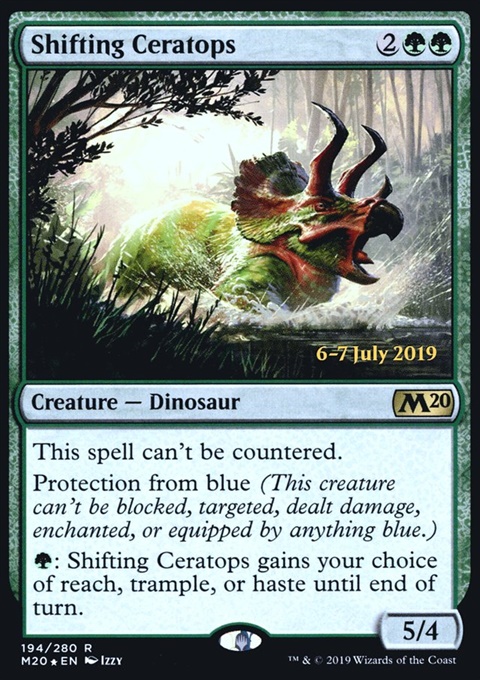 Shifting Ceratops 2
6-7 July 2019
Creature — Dinosaur M20
This spell can't be countered.
Protection from blue (This creature
can't be blocked, targeted, dealt damage,
enchanted, or equipped by anything blue.)
: Shifting Ceratops gains your choice
of reach, trample, or haste until end of
turn.
5/4
194/280 R
M20★EN Izzy
™ & © 2019 Wizards of the Coast